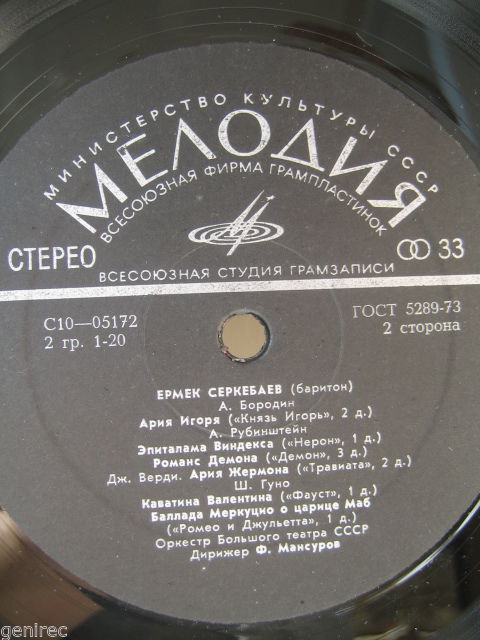 МИНИСТЕРСТВО КУЛЬТУРЫ СССР
МЕЛОДИЯ
ВСЕСОЮЗНАЯ ФИРМА ГРАМПЛАСТИНОК
СТЕРЕО
33
ВСЕСОЮЗНАЯ СТУДИЯ ГРАМЗАПИСИ
С10—05172
ГОСТ 5289-73
2 гр. 1-20
2 сторона
ЕРМЕК СЕРКЕБАЕВ (баритон)
А. Бородин
Ария Игоря («Князь Игорь», 2 д.)
А. Рубинштейн
Эпиталама Виндекса («Нерон», 1 д.)
Романс Демона («Демон», 3 д.)
Дж. Верди. Ария Жермона («Травиата», 2 д.)
Ш. Гуно
Каватина Валентина («Фауст», 1 д.)
Баллада Меркуцио о царице Маб
(«Ромео и Джульетта», 1 д.)
Оркестр Большого театра СССР
Дирижер Ф. Мансуров
genirec